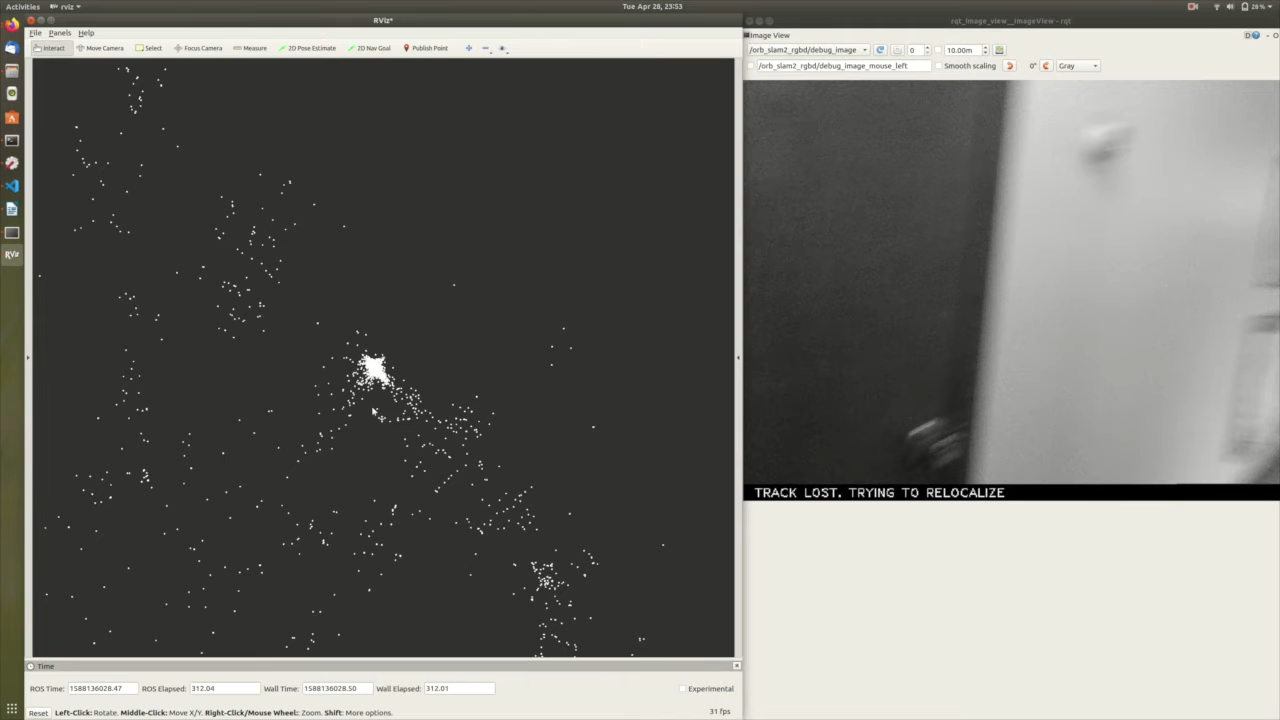 Activities
rviz
Tue Apr 28, 23:53
28%
RViz*
rqt_image_view__ImageView - rqt
File Panels Help
Image View
D
- O
Interact Move Camera Select Focus Camera Measure 2D Pose Estimate 2D Nav Goal Publish Point
/orb_slam2_rgbd/debug_image 0 10.00m
/orb_slam2_rgbd/debug_image_mouse_left Smooth scaling 0° Gray
RViz
TRACK LOST. TRYING TO RELOCALIZE
Time
ROS Time: 1588136028.47 ROS Elapsed: 312.04 Wall Time: 1588136028.50 Wall Elapsed: 312.01 Experimental
Reset Left-Click: Rotate. Middle-Click: Move X/Y. Right-Click/Mouse Wheel:: Zoom. Shift: More options. 31 fps